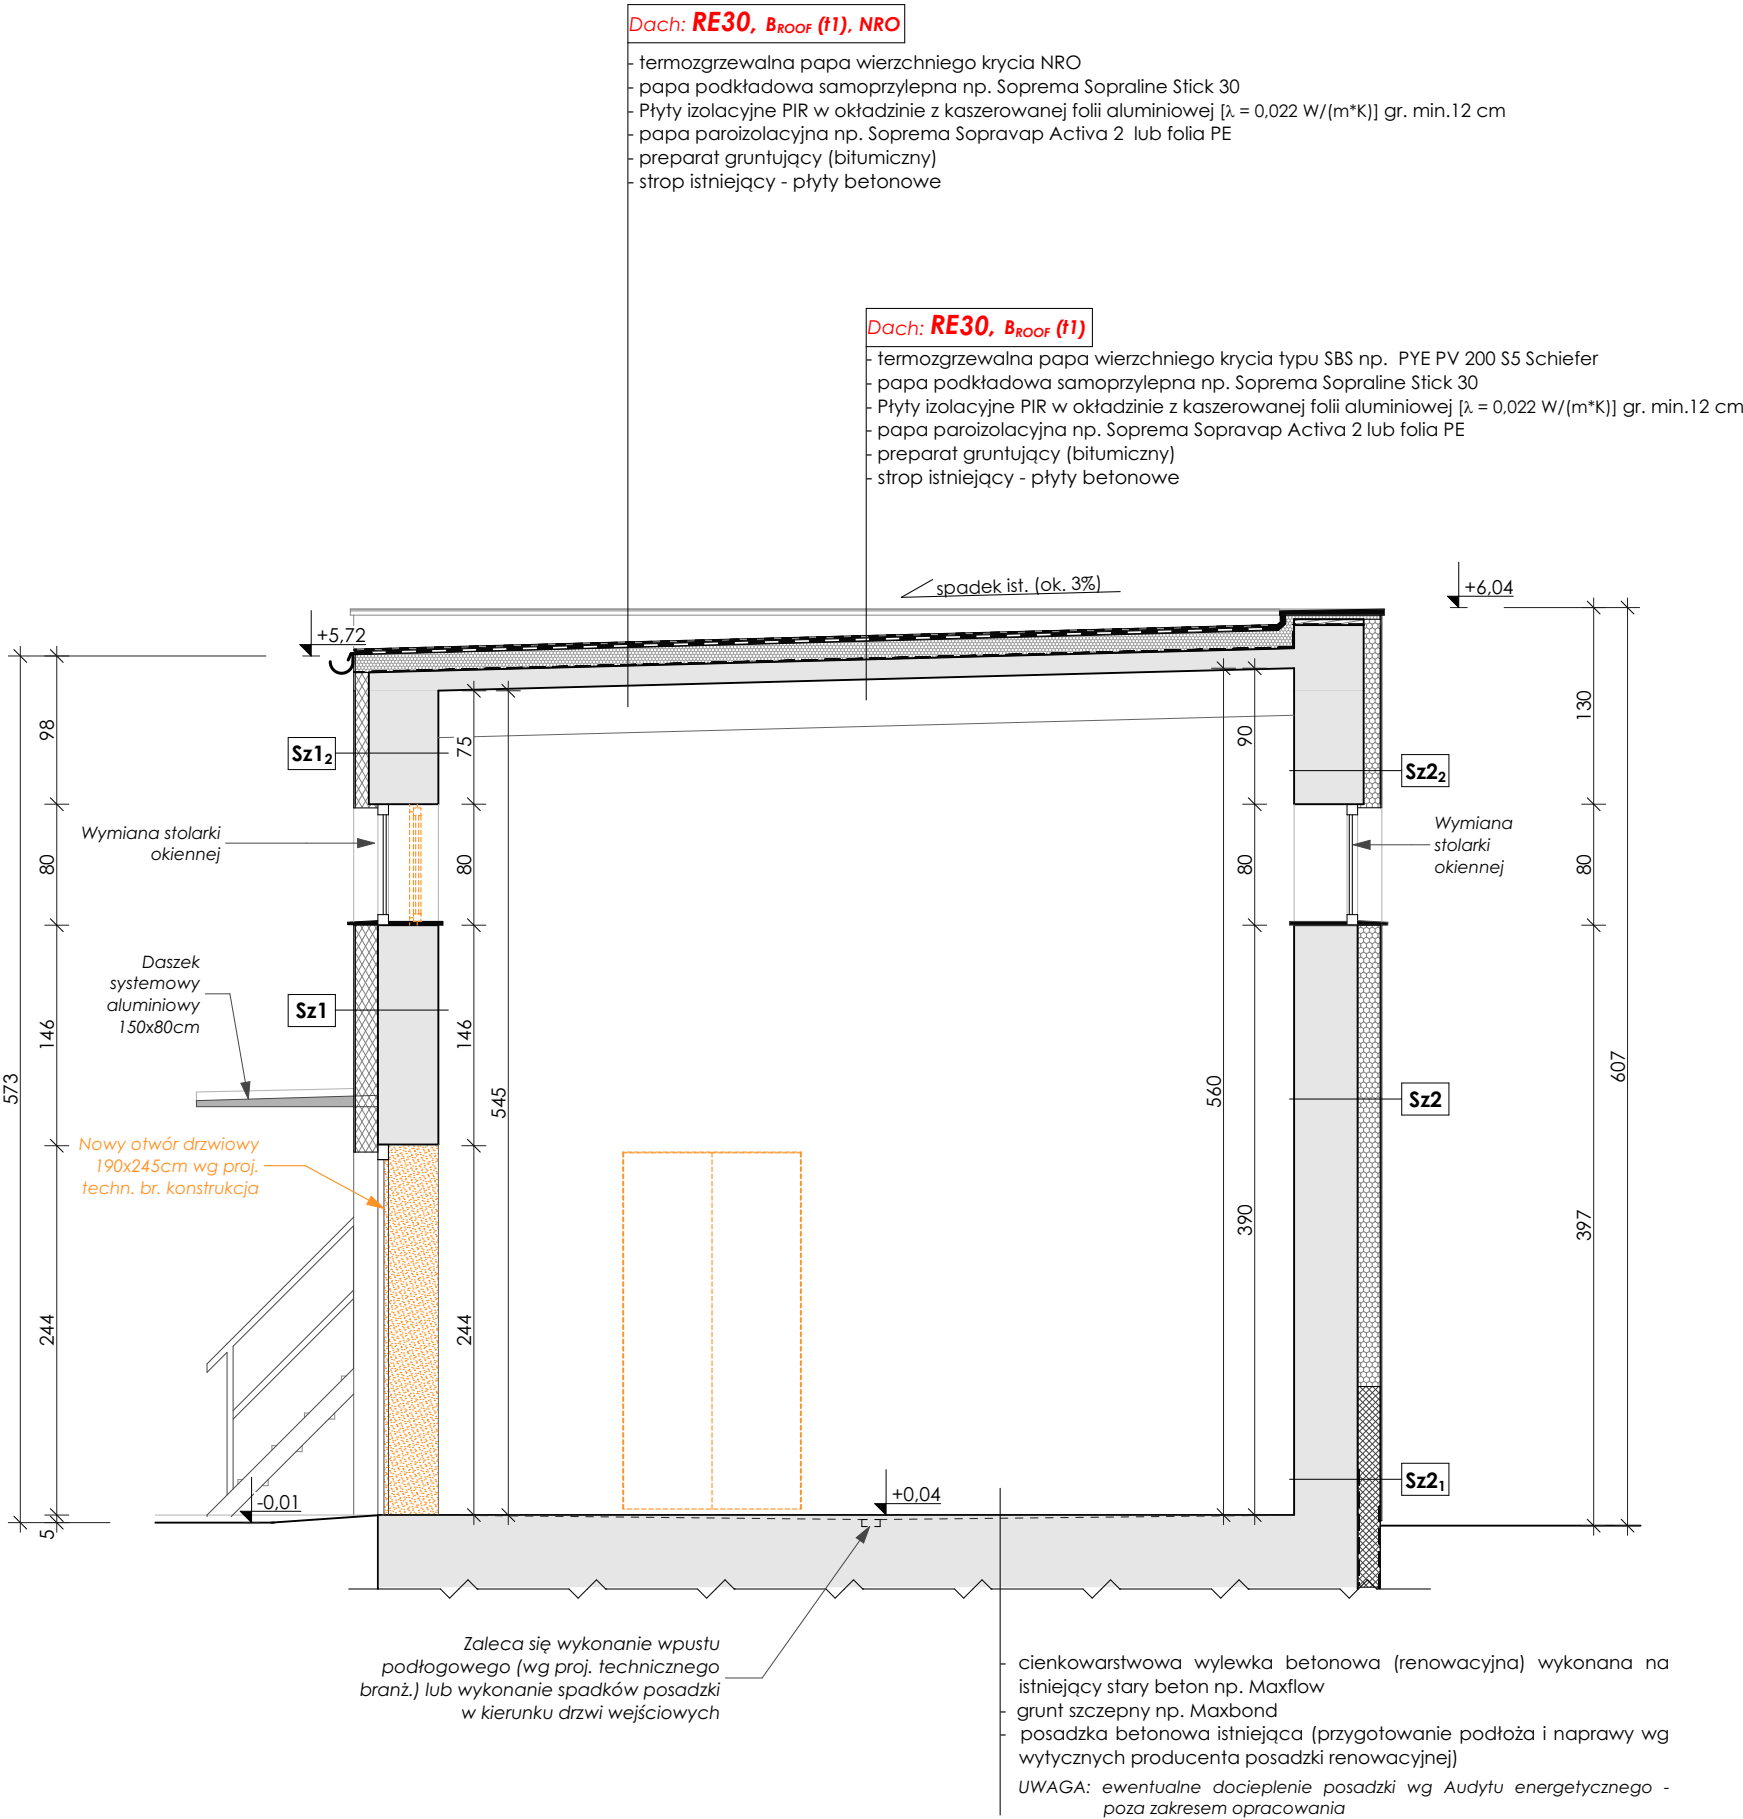 Dach: RE30, BROOF (t1), NRO
- termozgrzewalna papa wierzchniego krycia NRO
- papa podkładowa samoprzylepna np. Soprema Sopraline Stick 30
- Płyty izolacyjne PIR w okładzinie z kaszerowanej folii aluminiowej [λ = 0,022 W/(m*K)] gr. min.12 cm
- papa paroizolacyjna np. Soprema Sopravap Activa 2 lub folia PE
- preparat gruntujący (bitumiczny)
- strop istniejący - płyty betonowe
Dach: RE30, BROOF (t1)
- termozgrzewalna papa wierzchniego krycia typu SBS np. PYE PV 200 S5 Schiefer
- papa podkładowa samoprzylepna np. Soprema Sopraline Stick 30
- Płyty izolacyjne PIR w okładzinie z kaszerowanej folii aluminiowej [λ = 0,022 W/(m*K)] gr. min.12 cm
- papa paroizolacyjna np. Soprema Sopravap Activa 2 lub folia PE
- preparat gruntujący (bitumiczny)
- strop istniejący - płyty betonowe
spadek ist. (ok. 3%)
+6,04
+5,72
98
75
90
130
Sz1₂
Sz2₂
Wymiana stolarki
okiennej
Wymiana
stolarki
okiennej
80
80
80
80
Daszek
systemowy
aluminiowy
150x80cm
Sz1
146
146
573
545
560
607
Sz2
Nowy otwór drzwiowy
190x245cm wg proj.
techn. br. konstrukcja
390
397
244
244
Sz2₁
-0,01
+0,04
5
Zaleca się wykonanie wpustu
podłogowego (wg proj. technicznego
branż.) lub wykonanie spadków posadzki
w kierunku drzwi wejściowych
- cienkowarstwowa wylewka betonowa (renowacyjna) wykonana na
istniejący stary beton np. Maxflow
- grunt szczepny np. Maxbond
- posadzka betonowa istniejąca (przygotowanie podłoża i naprawy wg
wytycznych producenta posadzki renowacyjnej)
UWAGA: ewentualne docieplenie posadzki wg Audytu energetycznego -
poza zakresem opracowania